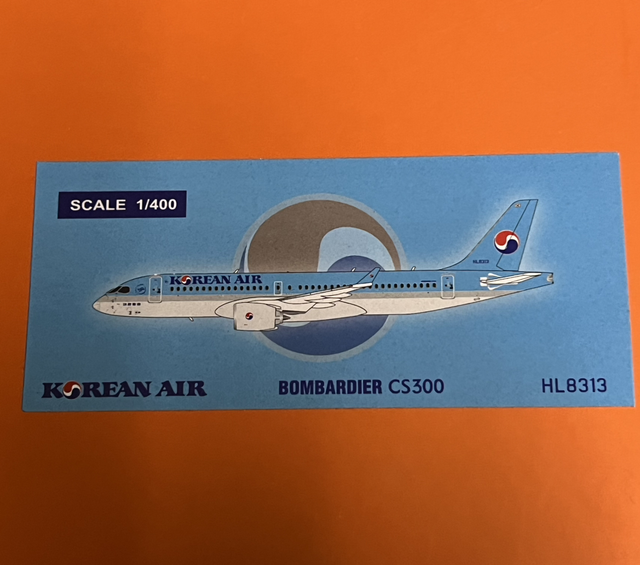 SCALE 1/400
KOREAN AIR
KOREAN AIR
BOMBARDIER CS300
HL8313